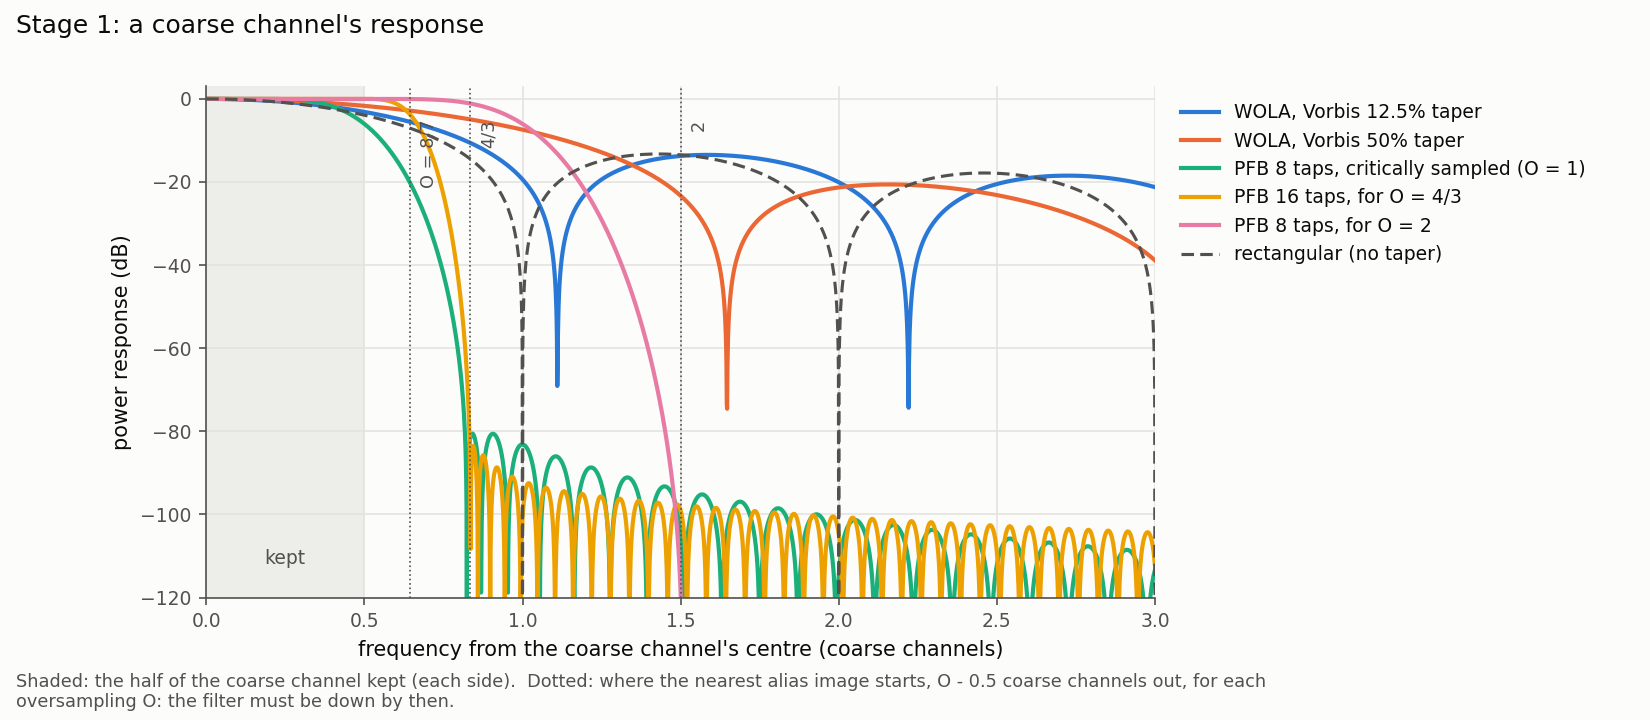 Stage 1: a coarse channel's response
power response (dB)
0
−20
−40
−60
−80
−100
−120
O = 8/7
4/3
2
kept
0.0
0.5
1.0
1.5
2.0
2.5
3.0
frequency from the coarse channel's centre (coarse channels)
WOLA, Vorbis 12.5% taper
WOLA, Vorbis 50% taper
PFB 8 taps, critically sampled (O = 1)
PFB 16 taps, for O = 4/3
PFB 8 taps, for O = 2
rectangular (no taper)
Shaded: the half of the coarse channel kept (each side).  Dotted: where the nearest alias image starts, O - 0.5 coarse channels out, for each
oversampling O: the filter must be down by then.